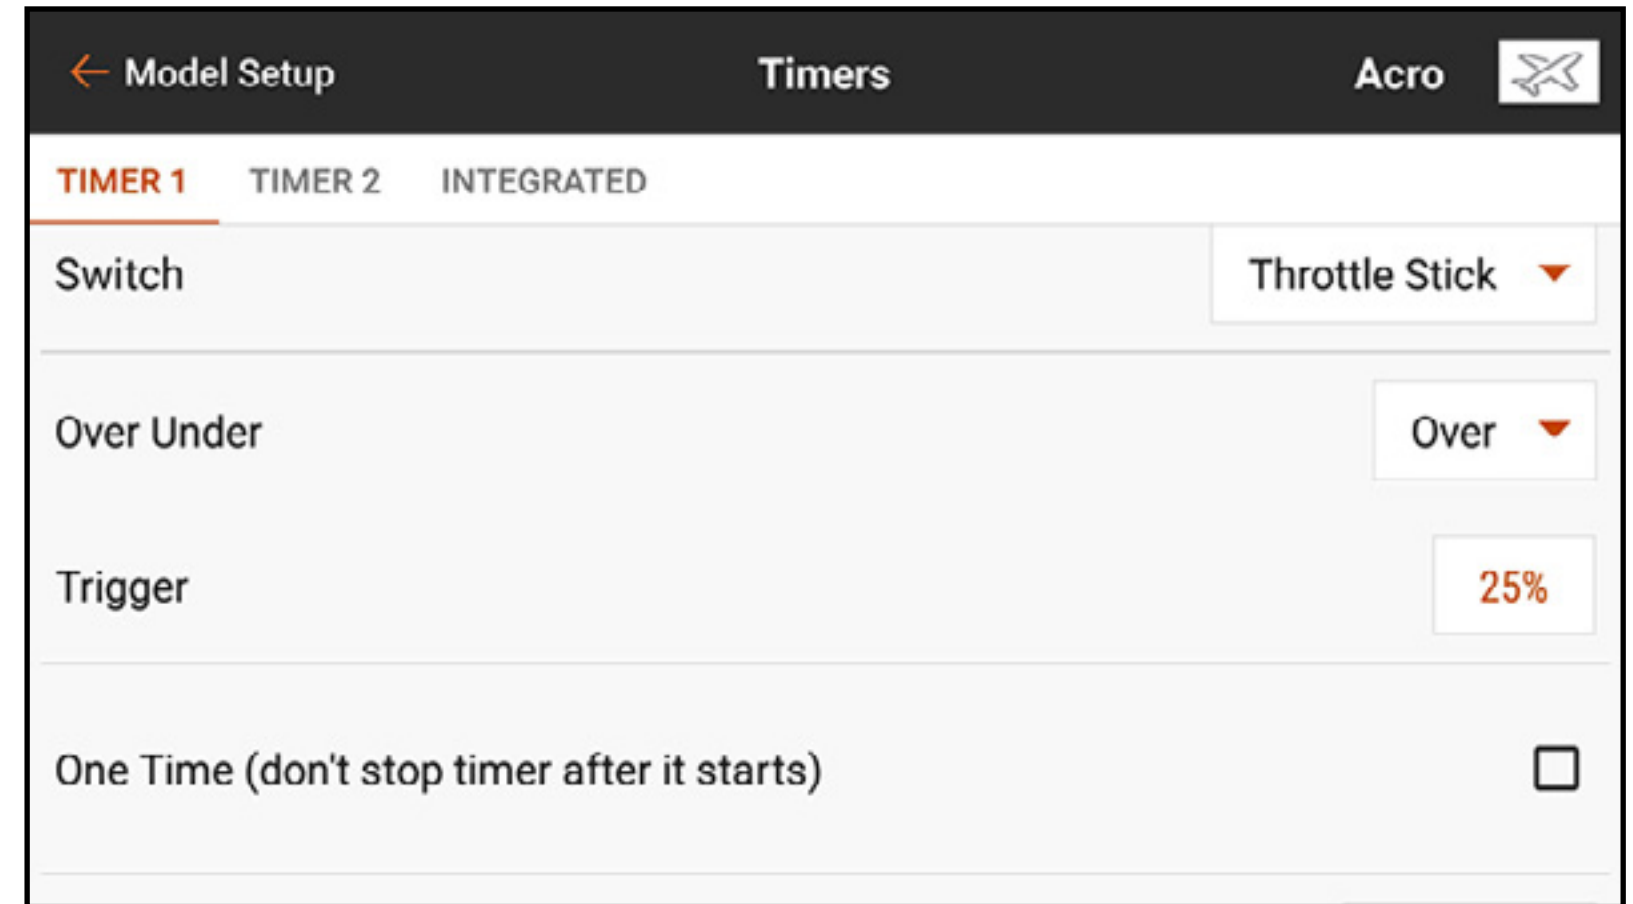 Model Setup Timers Acro
TIMER 1 TIMER 2 INTEGRATED
Switch Throttle Stick
Over Under Over
Trigger 25%
One Time (don't stop timer after it starts)